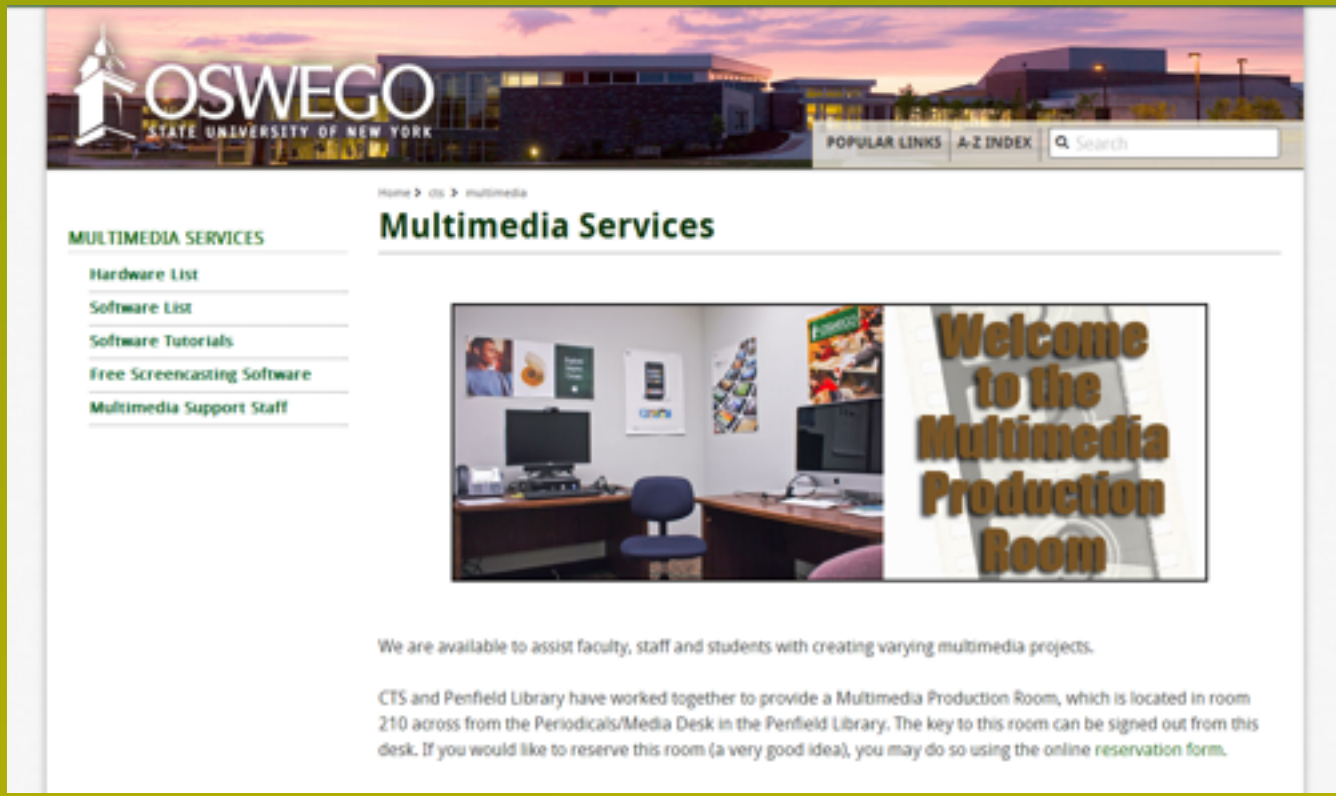 OSWEGO
STATE UNIVERSITY OF NEW YORK
POPULAR LINKS
A-Z INDEX
Search
Home > cts > multimedia
Multimedia Services
MULTIMEDIA SERVICES
Hardware List
Software List
Software Tutorials
Free Screencasting Software
Multimedia Support Staff
OSWEGO
Welcome
to the
Multimedia
Production
Room
We are available to assist faculty, staff and students with creating varying multimedia projects.
CTS and Penfield Library have worked together to provide a Multimedia Production Room, which is located in room
210 across from the Periodicals/Media Desk in the Penfield Library. The key to this room can be signed out from this
desk. If you would like to reserve this room (a very good idea), you may do so using the online reservation form.